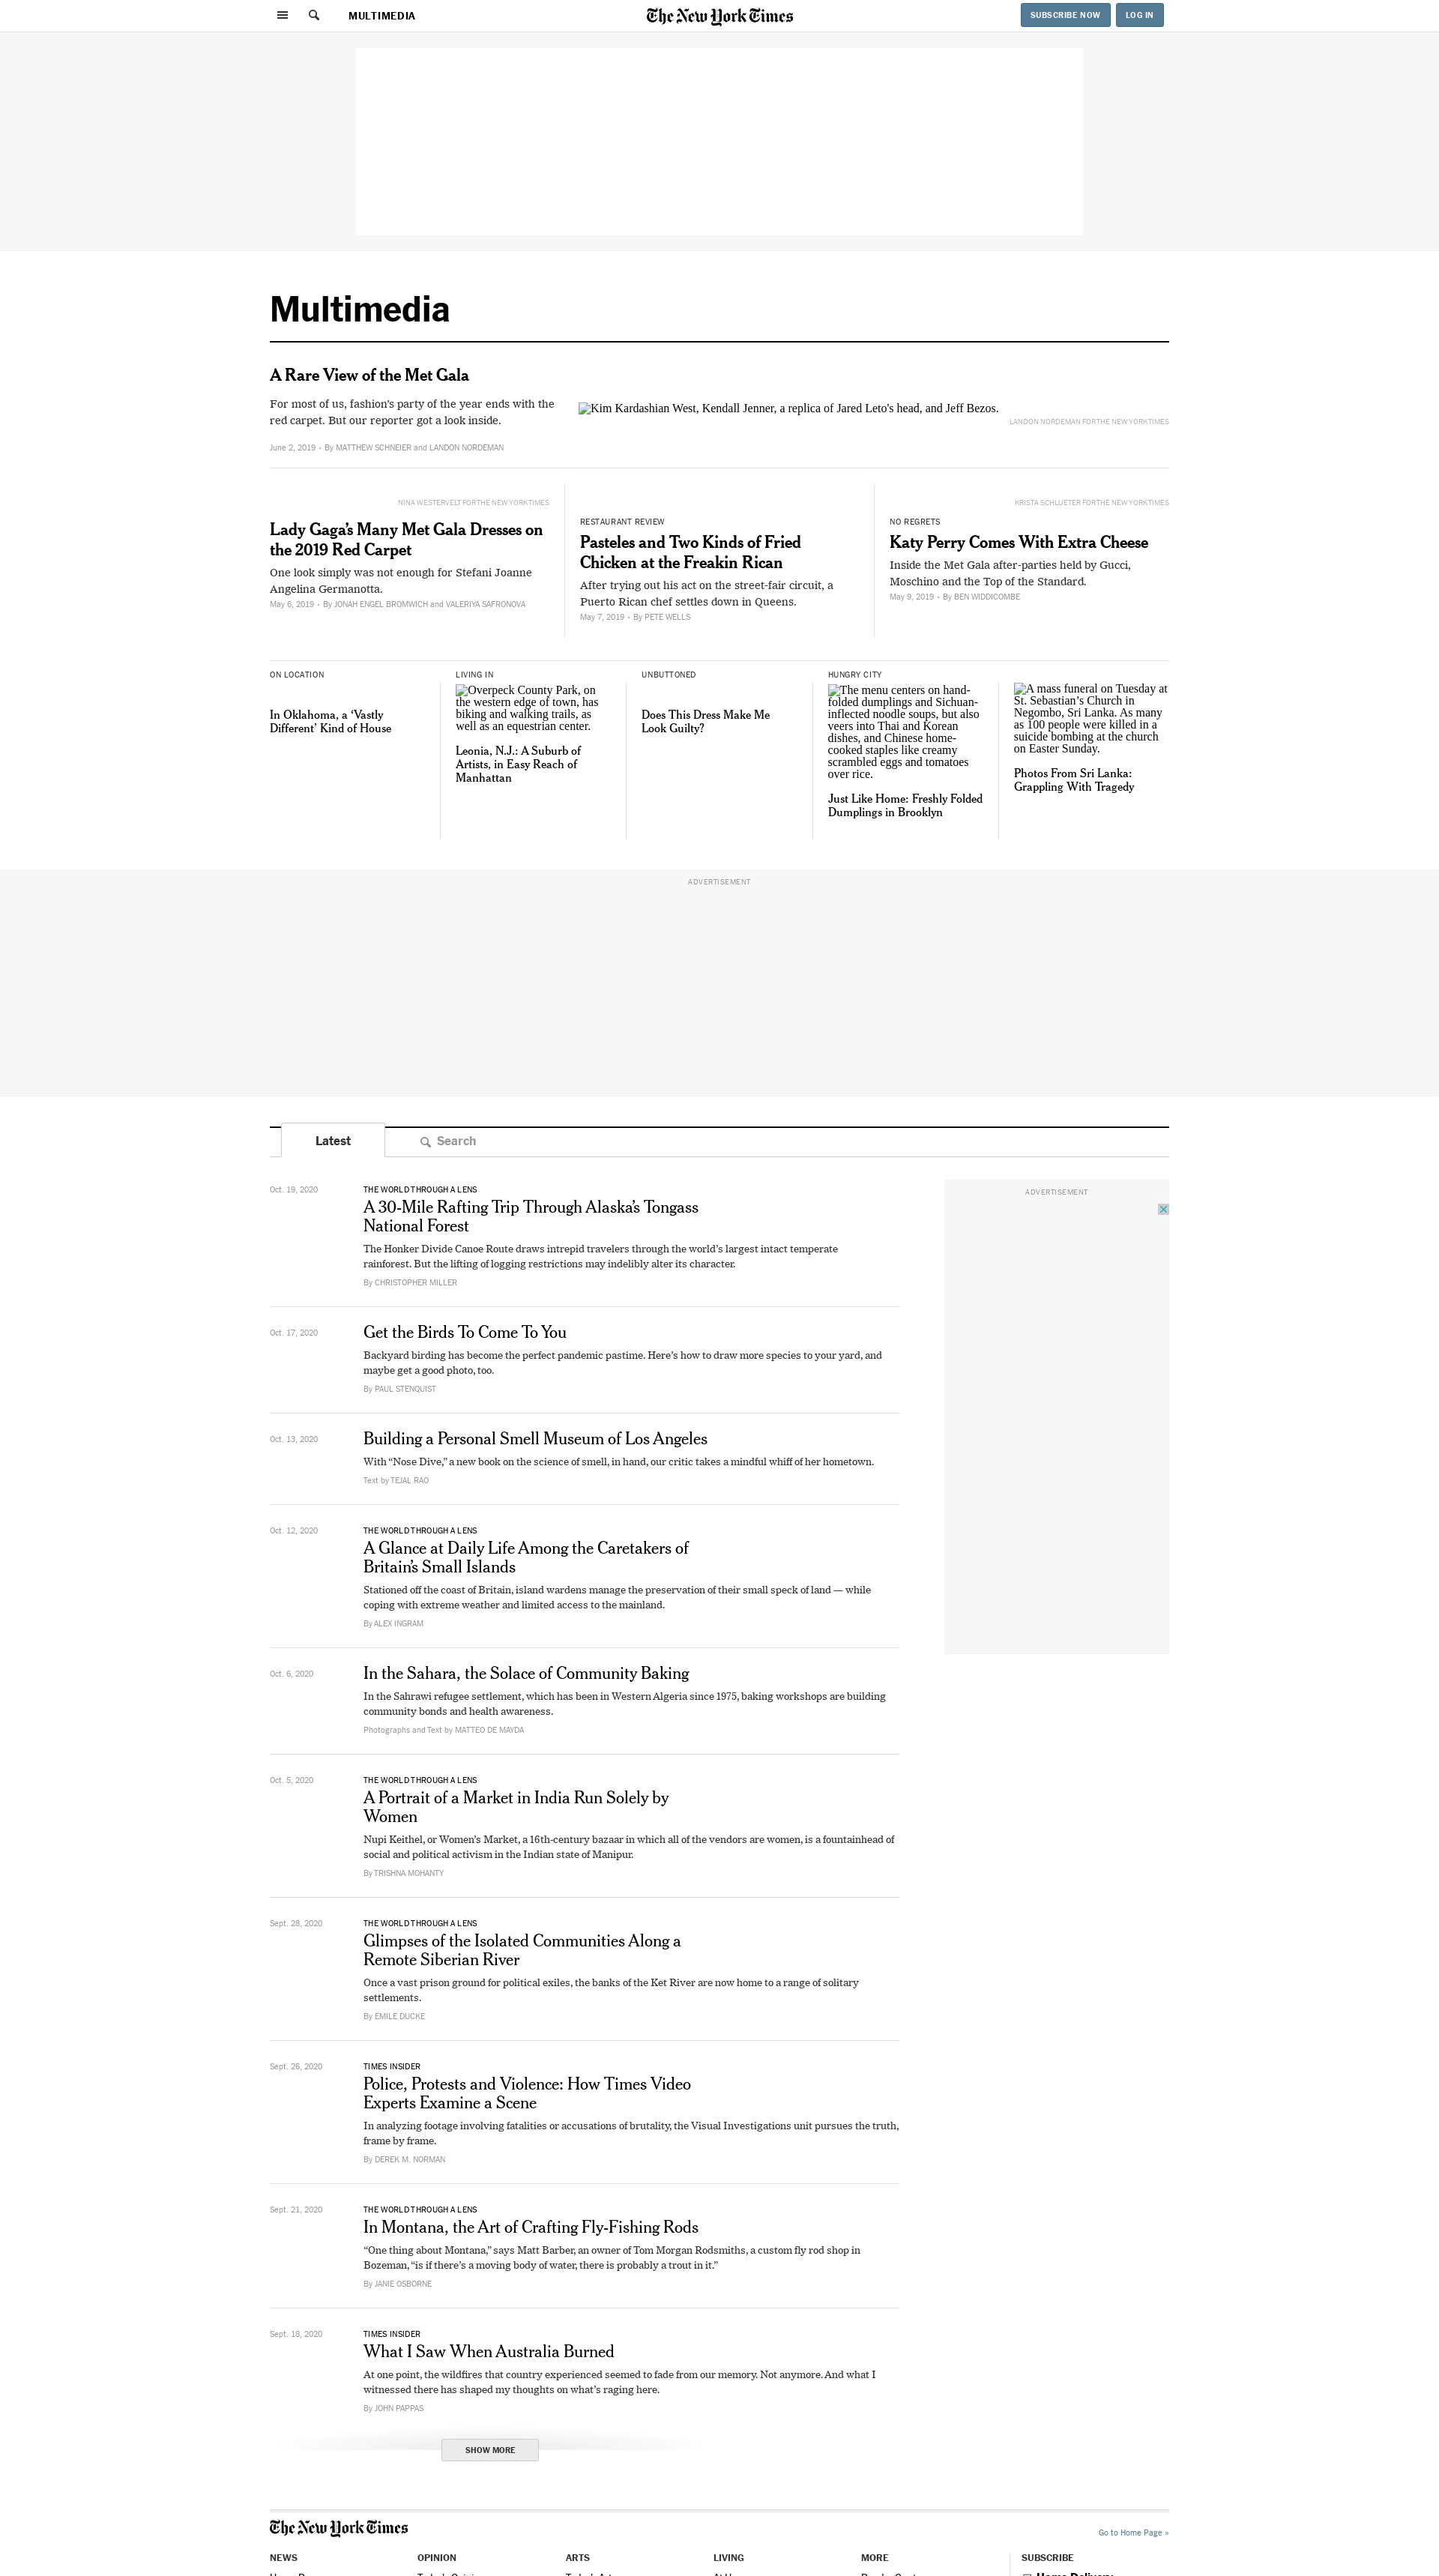 MULTIMEDIA
The New York Times
SUBSCRIBE NOW
LOG IN
Multimedia
A Rare View of the Met Gala
For most of us, fashion's party of the year ends with the
red carpet. But our reporter got a look inside.
June 2, 2019 • By MATTHEW SCHNEIER and LANDON NORDEMAN
Kim Kardashian West, Kendall Jenner, a replica of Jared Leto's head, and Jeff Bezos.
LANDON NORDEMAN FOR THE NEW YORK TIMES
NINA WESTERVELT FOR THE NEW YORK TIMES
Lady Gaga's Many Met Gala Dresses on
the 2019 Red Carpet
One look simply was not enough for Stefani Joanne
Angelina Germanotta.
May 6, 2019 • By JONAH ENGEL BROMWICH and VALERIYA SAFRONOVA
RESTAURANT REVIEW
Pasteles and Two Kinds of Fried
Chicken at the Freakin Rican
After trying out his act on the street-fair circuit, a
Puerto Rican chef settles down in Queens.
May 7, 2019 • By PETE WELLS
KRISTA SCHLUETER FOR THE NEW YORK TIMES
NO REGRETS
Katy Perry Comes With Extra Cheese
Inside the Met Gala after-parties held by Gucci,
Moschino and the Top of the Standard.
May 9, 2019 • By BEN WIDDICOMBE
ON LOCATION
In Oklahoma, a ‘Vastly
Different’ Kind of House
LIVING IN
Overpeck County Park, on
the western edge of town, has
biking and walking trails, as
well as an equestrian center.
Leonia, N.J.: A Suburb of
Artists, in Easy Reach of
Manhattan
UNBUTTONED
Does This Dress Make Me
Look Guilty?
HUNGRY CITY
The menu centers on hand-
folded dumplings and Sichuan-
inflected noodle soups, but also
veers into Thai and Korean
dishes, and Chinese home-
cooked staples like creamy
scrambled eggs and tomatoes
over rice.
Just Like Home: Freshly Folded
Dumplings in Brooklyn
A mass funeral on Tuesday at
St. Sebastian’s Church in
Negombo, Sri Lanka. As many
as 100 people were killed in a
suicide bombing at the church
on Easter Sunday.
Photos From Sri Lanka:
Grappling With Tragedy
ADVERTISEMENT
Latest
Search
ADVERTISEMENT
Oct. 19, 2020
THE WORLD THROUGH A LENS
A 30-Mile Rafting Trip Through Alaska’s Tongass
National Forest
The Honker Divide Canoe Route draws intrepid travelers through the world’s largest intact temperate
rainforest. But the lifting of logging restrictions may indelibly alter its character.
By CHRISTOPHER MILLER
Oct. 17, 2020
Get the Birds To Come To You
Backyard birding has become the perfect pandemic pastime. Here’s how to draw more species to your yard, and
maybe get a good photo, too.
By PAUL STENQUIST
Oct. 13, 2020
Building a Personal Smell Museum of Los Angeles
With “Nose Dive,” a new book on the science of smell, in hand, our critic takes a mindful whiff of her hometown.
Text by TEJAL RAO
Oct. 12, 2020
THE WORLD THROUGH A LENS
A Glance at Daily Life Among the Caretakers of
Britain’s Small Islands
Stationed off the coast of Britain, island wardens manage the preservation of their small speck of land — while
coping with extreme weather and limited access to the mainland.
By ALEX INGRAM
Oct. 6, 2020
In the Sahara, the Solace of Community Baking
In the Sahrawi refugee settlement, which has been in Western Algeria since 1975, baking workshops are building
community bonds and health awareness.
Photographs and Text by MATTEO DE MAYDA
Oct. 5, 2020
THE WORLD THROUGH A LENS
A Portrait of a Market in India Run Solely by
Women
Nupi Keithel, or Women’s Market, a 16th-century bazaar in which all of the vendors are women, is a fountainhead of
social and political activism in the Indian state of Manipur.
By TRISHNA MOHANTY
Sept. 28, 2020
THE WORLD THROUGH A LENS
Glimpses of the Isolated Communities Along a
Remote Siberian River
Once a vast prison ground for political exiles, the banks of the Ket River are now home to a range of solitary
settlements.
By EMILE DUCKE
Sept. 26, 2020
TIMES INSIDER
Police, Protests and Violence: How Times Video
Experts Examine a Scene
In analyzing footage involving fatalities or accusations of brutality, the Visual Investigations unit pursues the truth,
frame by frame.
By DEREK M. NORMAN
Sept. 21, 2020
THE WORLD THROUGH A LENS
In Montana, the Art of Crafting Fly-Fishing Rods
“One thing about Montana,” says Matt Barber, an owner of Tom Morgan Rodsmiths, a custom fly rod shop in
Bozeman, “is if there’s a moving body of water, there is probably a trout in it.”
By JANIE OSBORNE
Sept. 18, 2020
TIMES INSIDER
What I Saw When Australia Burned
At one point, the wildfires that country experienced seemed to fade from our memory. Not anymore. And what I
witnessed there has shaped my thoughts on what’s raging here.
By JOHN PAPPAS
SHOW MORE
The New York Times
Go to Home Page »
NEWS
OPINION
ARTS
LIVING
MORE
SUBSCRIBE